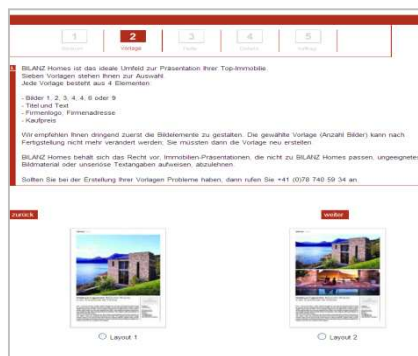 1 2 3 4 5
Vorlage
BILANZ Homes ist das ideale Umfeld zur Präsentation Ihrer Top-Immobilie.
Sieben Vorlagen stehen Ihnen zur Auswahl.
Jede Vorlage besteht aus 4 Elementen:
- Bilder 1, 2, 3, 4, 4, 6 oder 9
- Titel und Text
- Firmenlogo, Firmenadresse
- Kaufpreis
Wir empfehlen Ihnen dringend zuerst die Bildelemente zu gestalten. Die gewählte Vorlage (Anzahl Bilder) kann nach
Fertigstellung nicht mehr verändert werden; Sie müssten dann die Vorlage neu erstellen.
BILANZ Homes behält sich das Recht vor, Immobilien-Präsentationen, die nicht zu BILANZ Homes passen, ungeeignetes
Bildmaterial oder unseriöse Textangaben aufweisen, abzulehnen.
Sollten Sie bei der Erstellung Ihrer Vorlagen Probleme haben, dann rufen Sie +41 (0)78 740 59 34 an.
zurück weiter
Layout 1 Layout 2